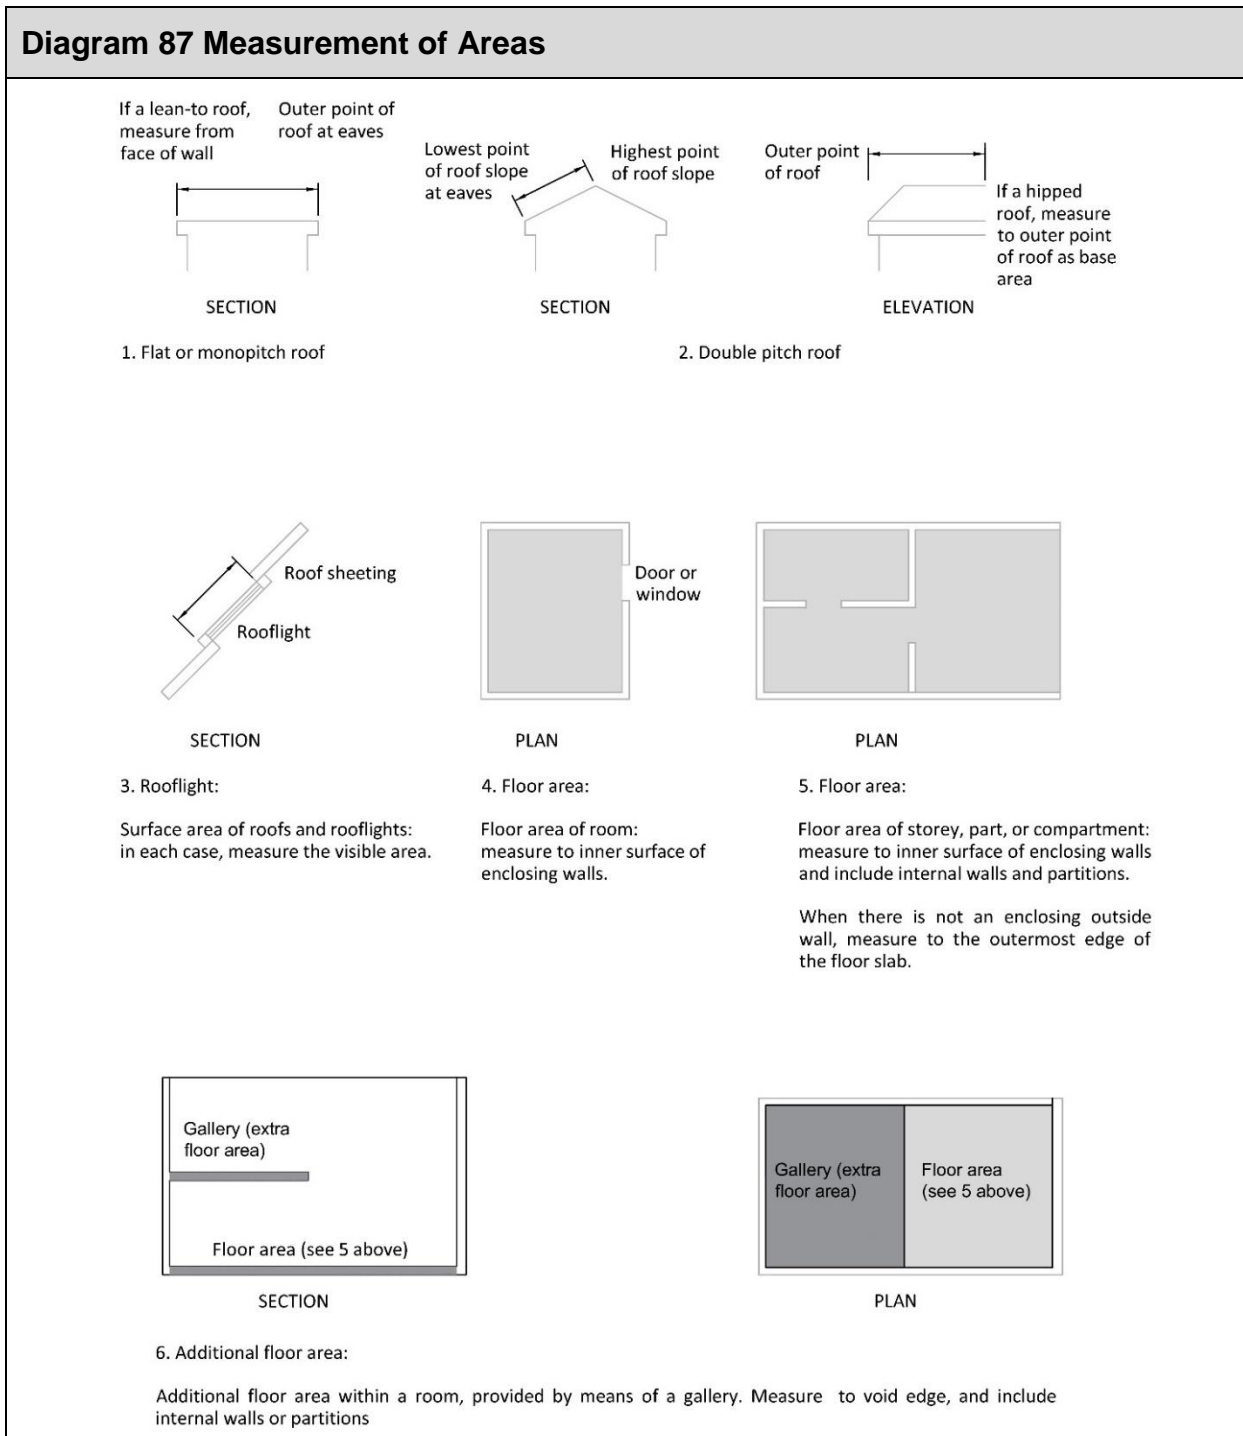 Diagram 87 Measurement of Areas
If a lean-to roof,
measure from
face of wall
Outer point of
roof at eaves
Lowest point
of roof slope
at eaves
Highest point
of roof slope
Outer point
of roof
If a hipped
roof, measure
to outer point
of roof as base
area
SECTION
SECTION
ELEVATION
1. Flat or monopitch roof
2. Double pitch roof
Roof sheeting
Rooflight
Door or
window
SECTION
PLAN
PLAN
3. Rooflight:
Surface area of roofs and rooflights:
in each case, measure the visible area.
4. Floor area:
Floor area of room:
measure to inner surface of
enclosing walls.
5. Floor area:
Floor area of storey, part, or compartment:
measure to inner surface of enclosing walls
and include internal walls and partitions.
When there is not an enclosing outside
wall, measure to the outermost edge of
the floor slab.
Gallery (extra
floor area)
Floor area (see 5 above)
SECTION
Gallery (extra
floor area)
Floor area
(see 5 above)
PLAN
6. Additional floor area:
Additional floor area within a room, provided by means of a gallery. Measure to void edge, and include
internal walls or partitions